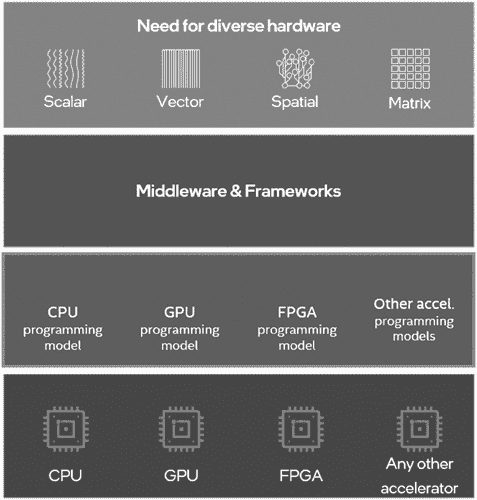 Need for diverse hardware
Scalar Vector Spatial Matrix
Middleware & Frameworks
CPU programming model
GPU programming model
FPGA programming model
Other accel. programming models
CPU GPU FPGA Any other accelerator